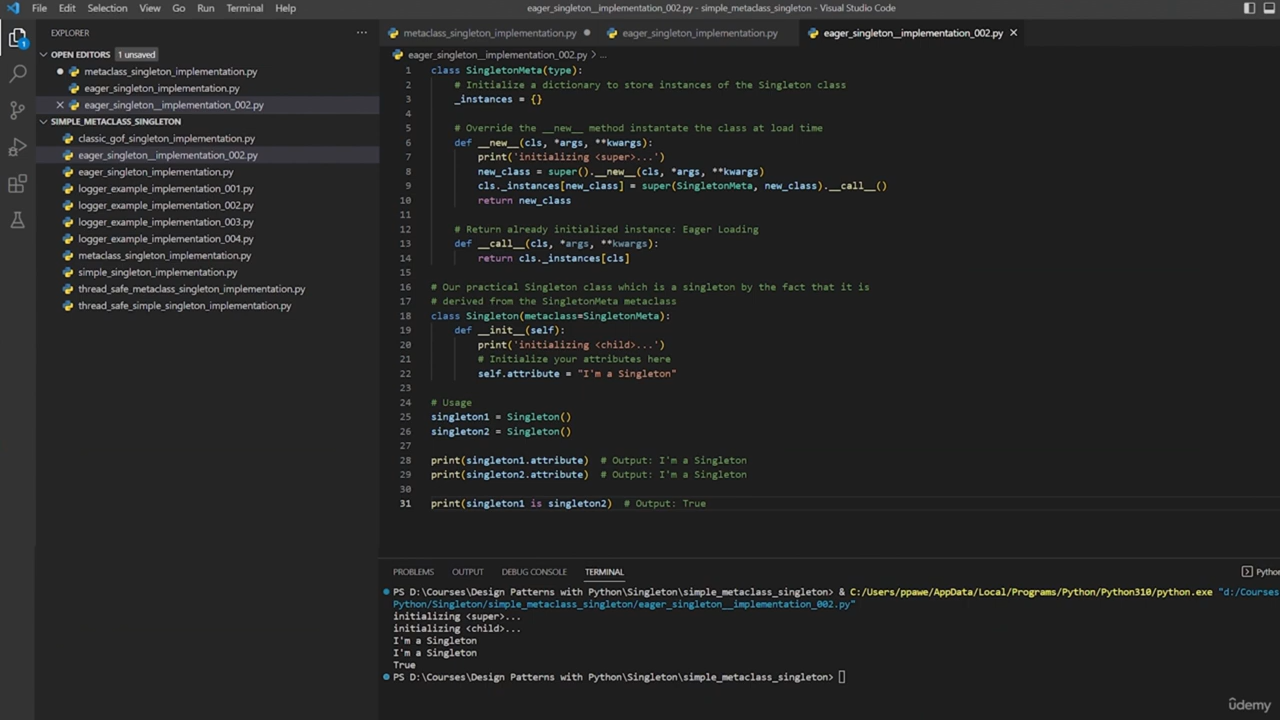 File Edit Selection View Go Run Terminal Help
eager_singleton__implementation_002.py - simple_metaclass_singleton - Visual Studio Code
EXPLORER
OPEN EDITORS 1 unsaved
metaclass_singleton_implementation.py
eager_singleton_implementation.py
eager_singleton__implementation_002.py
SIMPLE_METACLASS_SINGLETON
classic_gof_singleton_implementation.py
eager_singleton__implementation_002.py
eager_singleton_implementation.py
logger_example_implementation_001.py
logger_example_implementation_002.py
logger_example_implementation_003.py
logger_example_implementation_004.py
metaclass_singleton_implementation.py
simple_singleton_implementation.py
thread_safe_metaclass_singleton_implementation.py
thread_safe_simple_singleton_implementation.py
1
metaclass_singleton_implementation.py eager_singleton_implementation.py eager_singleton__implementation_002.py
eager_singleton__implementation_002.py > ...
1 class SingletonMeta(type):
2 # Initialize a dictionary to store instances of the Singleton class
3 _instances = {}
4
5 # Override the __new__ method instantate the class at load time
6 def __new__(cls, *args, **kwargs):
7 print('initializing <super>...')
8 new_class = super().__new__(cls, *args, **kwargs)
9 cls._instances[new_class] = super(SingletonMeta, new_class).__call__()
10 return new_class
11
12 # Return already initialized instance: Eager Loading
13 def __call__(cls, *args, **kwargs):
14 return cls._instances[cls]
15
16 # Our practical Singleton class which is a singleton by the fact that it is
17 # derived from the SingletonMeta metaclass
18 class Singleton(metaclass=SingletonMeta):
19 def __init__(self):
20 print('initializing <child>...')
21 # Initialize your attributes here
22 self.attribute = "I'm a Singleton"
23
24 # Usage
25 singleton1 = Singleton()
26 singleton2 = Singleton()
27
28 print(singleton1.attribute) # Output: I'm a Singleton
29 print(singleton2.attribute) # Output: I'm a Singleton
30
31 print(singleton1 is singleton2) # Output: True
PROBLEMS OUTPUT DEBUG CONSOLE TERMINAL
Python
PS D:\Courses\Design Patterns with Python\Singleton\simple_metaclass_singleton> & C:/Users/ppawe/AppData/Local/Programs/Python/Python310/python.exe "d:/Courses
Python/Singleton/simple_metaclass_singleton/eager_singleton__implementation_002.py"
initializing <super>...
initializing <child>...
I'm a Singleton
I'm a Singleton
True
PS D:\Courses\Design Patterns with Python\Singleton\simple_metaclass_singleton>
ûdemy